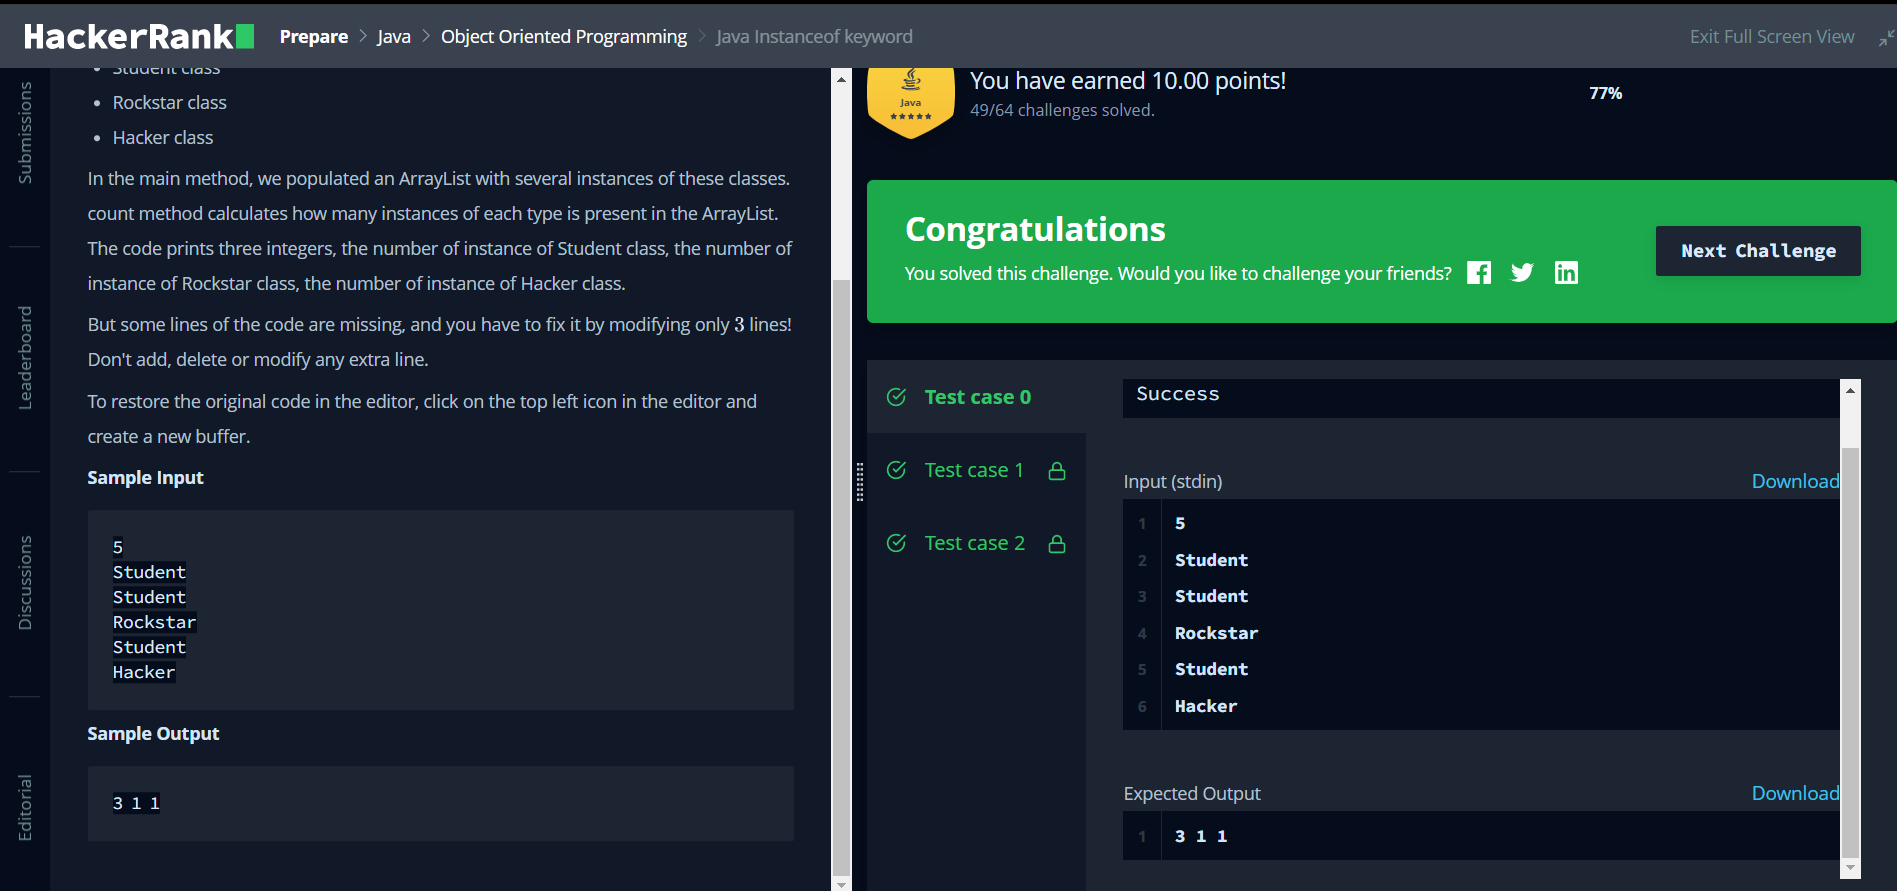 HackerRank Prepare > Java > Object Oriented Programming > Java Instanceof keyword Exit Full Screen View
Submissions
Leaderboard
Discussions
Editorial
• Student class
• Rockstar class
• Hacker class
In the main method, we populated an ArrayList with several instances of these classes.
count method calculates how many instances of each type is present in the ArrayList.
The code prints three integers, the number of instance of Student class, the number of
instance of Rockstar class, the number of instance of Hacker class.
But some lines of the code are missing, and you have to fix it by modifying only 3 lines!
Don't add, delete or modify any extra line.
To restore the original code in the editor, click on the top left icon in the editor and
create a new buffer.
Sample Input
5
Student
Student
Rockstar
Student
Hacker
Sample Output
3 1 1
Java
You have earned 10.00 points!
49/64 challenges solved.
77%
Congratulations
You solved this challenge. Would you like to challenge your friends?
Next Challenge
Test case 0
Test case 1
Test case 2
Success
Input (stdin) Download
1 5
2 Student
3 Student
4 Rockstar
5 Student
6 Hacker
Expected Output Download
1 3 1 1